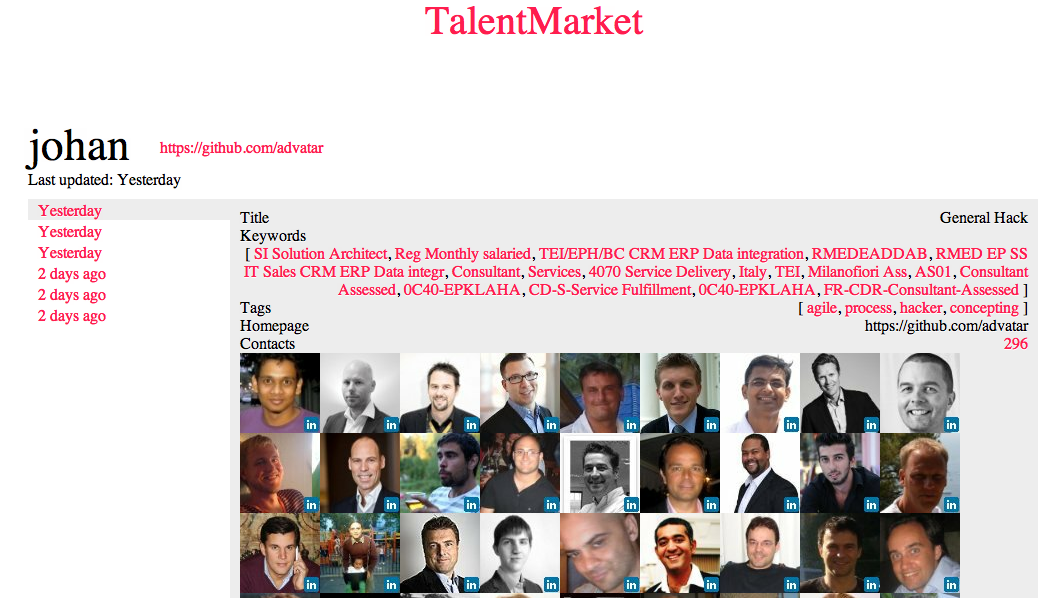 TalentMarket
johan https://github.com/advatar
Last updated: Yesterday
Yesterday
Yesterday
Yesterday
2 days ago
2 days ago
2 days ago
Title General Hack
Keywords
[ SI Solution Architect, Reg Monthly salaried, TEI/EPH/BC CRM ERP Data integration, RMEDEADDAB, RMED EP SS
IT Sales CRM ERP Data integr, Consultant, Services, 4070 Service Delivery, Italy, TEI, Milanofiori Ass, AS01, Consultant
Assessed, 0C40-EPKLAHA, CD-S-Service Fulfillment, 0C40-EPKLAHA, FR-CDR-Consultant-Assessed ]
Tags [ agile, process, hacker, concepting ]
Homepage https://github.com/advatar
Contacts 296
in in in in in in in in in
in in in in in in in in in
in in in in in in in in in